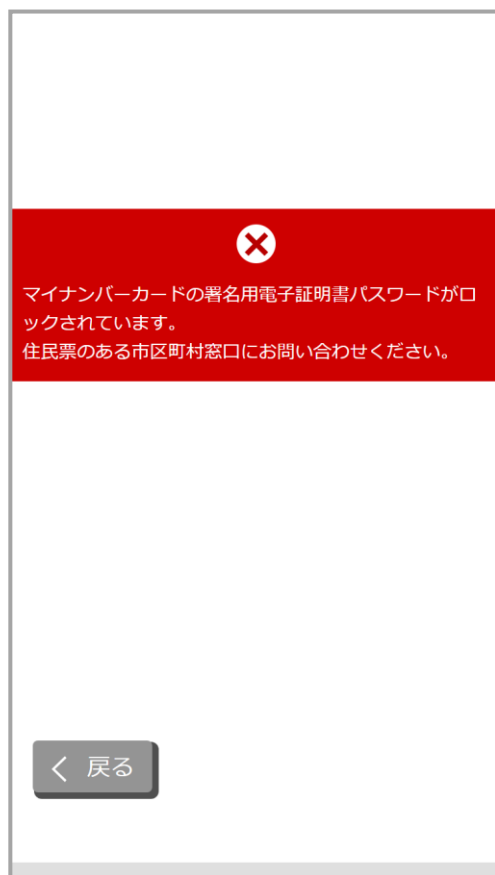 マイナンバーカードの署名用電子証明書パスワードがロ
ックされています。
住民票のある市区町村窓口にお問い合わせください。
戻る